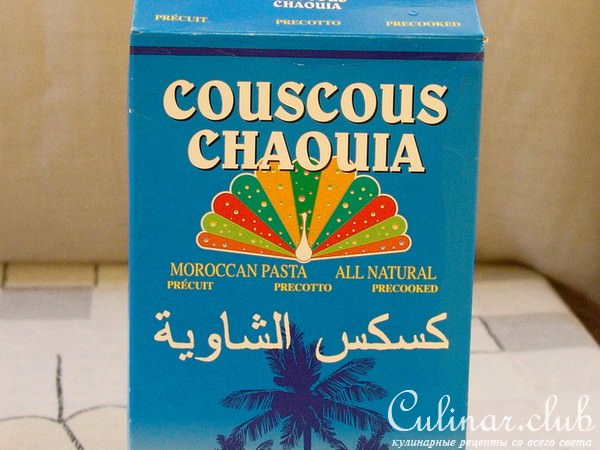 PRÉCUIT CHAOUIA PRECOTTO PRECOOKED
COUSCOUS
CHAOUIA
MOROCCAN PASTA ALL NATURAL
PRÉCUIT PRECOTTO PRECOOKED
كسكس الشاوية
Culinar.club
кулинарные рецепты со всего света